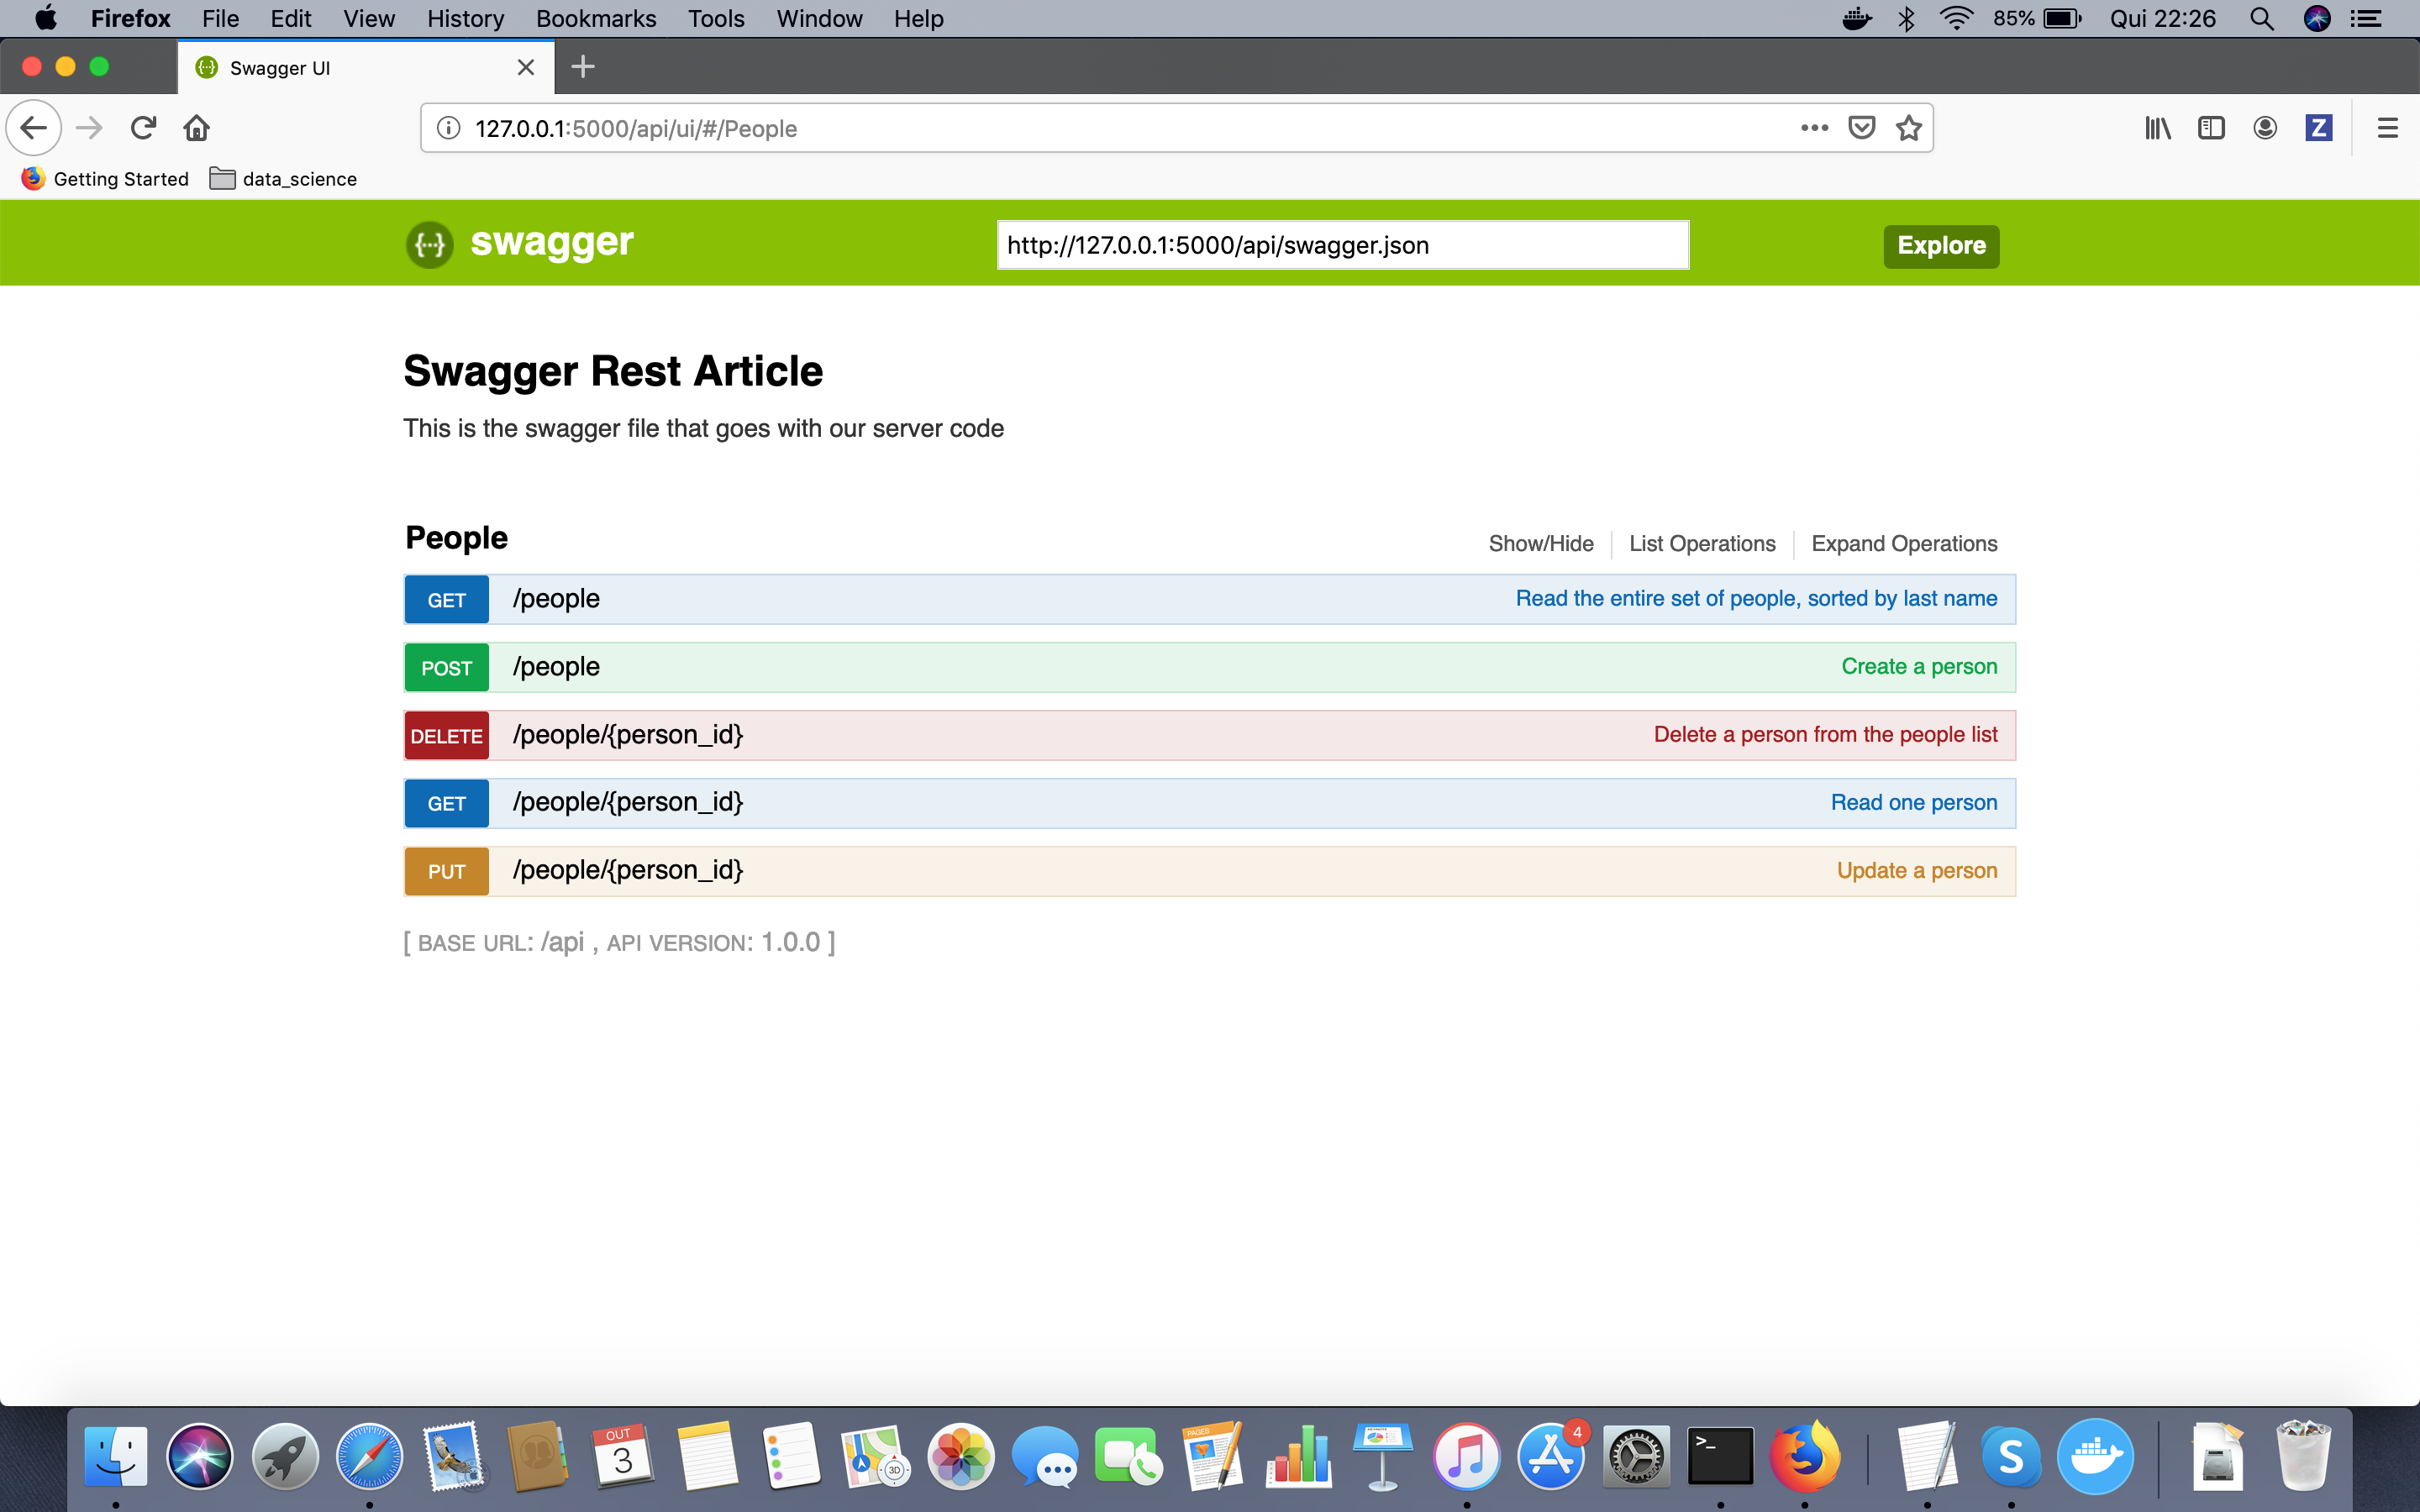 Firefox File Edit View History Bookmarks Tools Window Help 85% Qui 22:26
Swagger UI
127.0.0.1:5000/api/ui/#/People
Z
Getting Started data_science
swagger http://127.0.0.1:5000/api/swagger.json Explore
Swagger Rest Article
This is the swagger file that goes with our server code
People Show/Hide List Operations Expand Operations
GET /people Read the entire set of people, sorted by last name
POST /people Create a person
DELETE /people/{person_id} Delete a person from the people list
GET /people/{person_id} Read one person
PUT /people/{person_id} Update a person
[ BASE URL: /api , API VERSION: 1.0.0 ]
OUT
3
3D
PAGES
4
>_
S